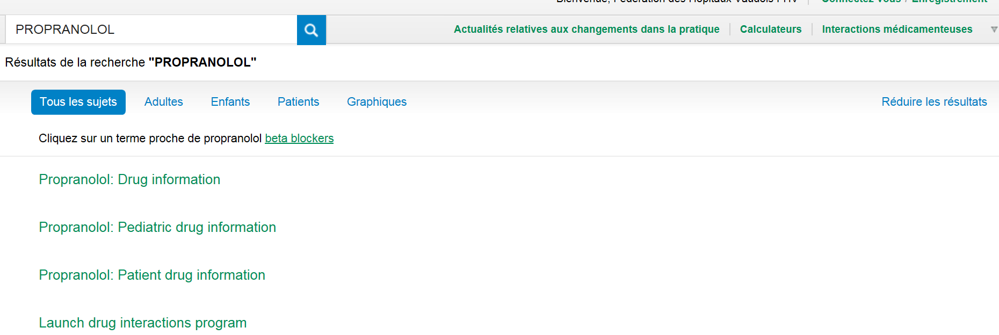 Bienvenue, Fédération des Hôpitaux Vaudois FHV
Connectez-vous / Enregistrement
PROPRANOLOL
Actualités relatives aux changements dans la pratique
Calculateurs
Interactions médicamenteuses
Résultats de la recherche "PROPRANOLOL"
Tous les sujets
Adultes
Enfants
Patients
Graphiques
Réduire les résultats
Cliquez sur un terme proche de propranolol beta blockers
Propranolol: Drug information
Propranolol: Pediatric drug information
Propranolol: Patient drug information
Launch drug interactions program